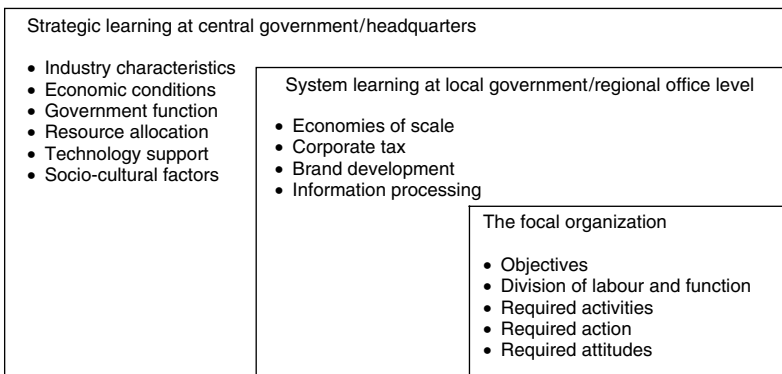 Strategic learning at central government/headquarters
• Industry characteristics
• Economic conditions
• Government function
• Resource allocation
• Technology support
• Socio-cultural factors
System learning at local government/regional office level
• Economies of scale
• Corporate tax
• Brand development
• Information processing
The focal organization
• Objectives
• Division of labour and function
• Required activities
• Required action
• Required attitudes